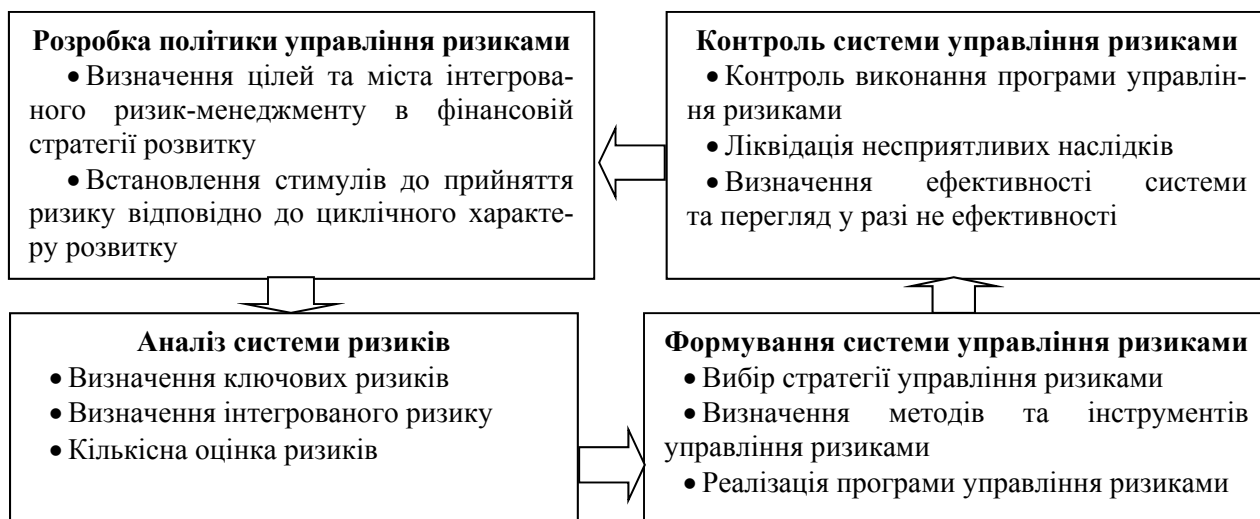 Розробка політики управління ризиками
• Визначення цілей та міста інтегрова-
ного ризик-менеджменту в фінансовій
стратегії розвитку
• Встановлення стимулів до прийняття
ризику відповідно до циклічного характе-
ру розвитку
Контроль системи управління ризиками
• Контроль виконання програми управлін-
ня ризиками
• Ліквідація несприятливих наслідків
• Визначення ефективності системи
та перегляд у разі не ефективності
Аналіз системи ризиків
• Визначення ключових ризиків
• Визначення інтегрованого ризику
• Кількісна оцінка ризиків
Формування системи управління ризиками
• Вибір стратегії управління ризиками
• Визначення методів та інструментів
управління ризиками
• Реалізація програми управління ризиками